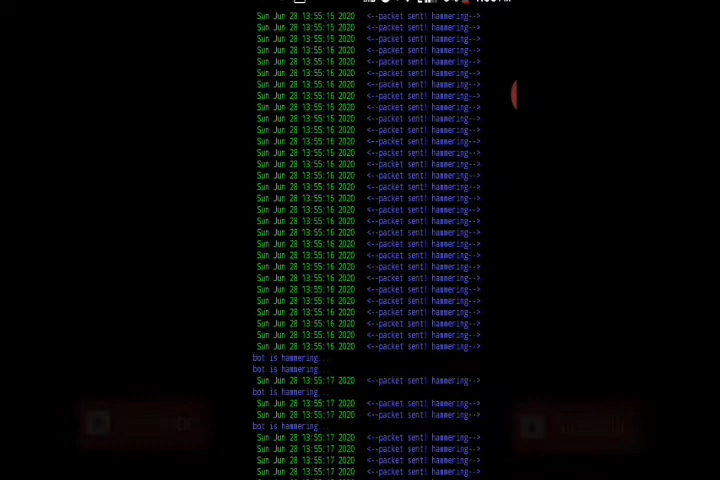 Sun Jun 28 13:55:15 2020 <--packet sent! hammering-->
Sun Jun 28 13:55:15 2020 <--packet sent! hammering-->
Sun Jun 28 13:55:15 2020 <--packet sent! hammering-->
Sun Jun 28 13:55:16 2020 <--packet sent! hammering-->
Sun Jun 28 13:55:16 2020 <--packet sent! hammering-->
Sun Jun 28 13:55:16 2020 <--packet sent! hammering-->
Sun Jun 28 13:55:16 2020 <--packet sent! hammering-->
Sun Jun 28 13:55:16 2020 <--packet sent! hammering-->
Sun Jun 28 13:55:15 2020 <--packet sent! hammering-->
Sun Jun 28 13:55:15 2020 <--packet sent! hammering-->
Sun Jun 28 13:55:16 2020 <--packet sent! hammering-->
Sun Jun 28 13:55:16 2020 <--packet sent! hammering-->
Sun Jun 28 13:55:15 2020 <--packet sent! hammering-->
Sun Jun 28 13:55:16 2020 <--packet sent! hammering-->
Sun Jun 28 13:55:16 2020 <--packet sent! hammering-->
Sun Jun 28 13:55:16 2020 <--packet sent! hammering-->
Sun Jun 28 13:55:16 2020 <--packet sent! hammering-->
Sun Jun 28 13:55:15 2020 <--packet sent! hammering-->
Sun Jun 28 13:55:16 2020 <--packet sent! hammering-->
Sun Jun 28 13:55:16 2020 <--packet sent! hammering-->
Sun Jun 28 13:55:16 2020 <--packet sent! hammering-->
Sun Jun 28 13:55:16 2020 <--packet sent! hammering-->
Sun Jun 28 13:55:16 2020 <--packet sent! hammering-->
Sun Jun 28 13:55:16 2020 <--packet sent! hammering-->
Sun Jun 28 13:55:16 2020 <--packet sent! hammering-->
Sun Jun 28 13:55:16 2020 <--packet sent! hammering-->
Sun Jun 28 13:55:16 2020 <--packet sent! hammering-->
Sun Jun 28 13:55:16 2020 <--packet sent! hammering-->
Sun Jun 28 13:55:16 2020 <--packet sent! hammering-->
Sun Jun 28 13:55:16 2020 <--packet sent! hammering-->
bot is hammering...
bot is hammering...
Sun Jun 28 13:55:17 2020 <--packet sent! hammering-->
bot is hammering...
Sun Jun 28 13:55:17 2020 <--packet sent! hammering-->
Sun Jun 28 13:55:17 2020 <--packet sent! hammering-->
bot is hammering...
Sun Jun 28 13:55:17 2020 <--packet sent! hammering-->
Sun Jun 28 13:55:17 2020 <--packet sent! hammering-->
Sun Jun 28 13:55:17 2020 <--packet sent! hammering-->
Sun Jun 28 13:55:17 2020 <--packet sent! hammering-->